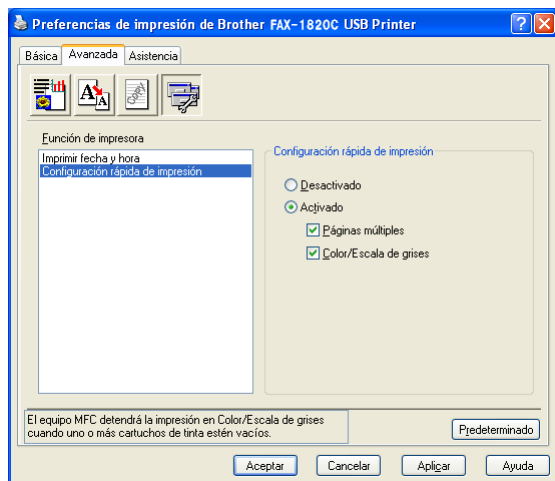 Preferencias de impresión de Brother FAX-1820C USB Printer
Básica
Avanzada
Asistencia
Función de impresora
Imprimir fecha y hora
Configuración rápida de impresión
Configuración rápida de impresión
Desactivado
Activado
Páginas múltiples
Color/Escala de grises
El equipo MFC detendrá la impresión en Color/Escala de grises
cuando uno o más cartuchos de tinta estén vacíos.
Predeterminado
Aceptar
Cancelar
Aplicar
Ayuda